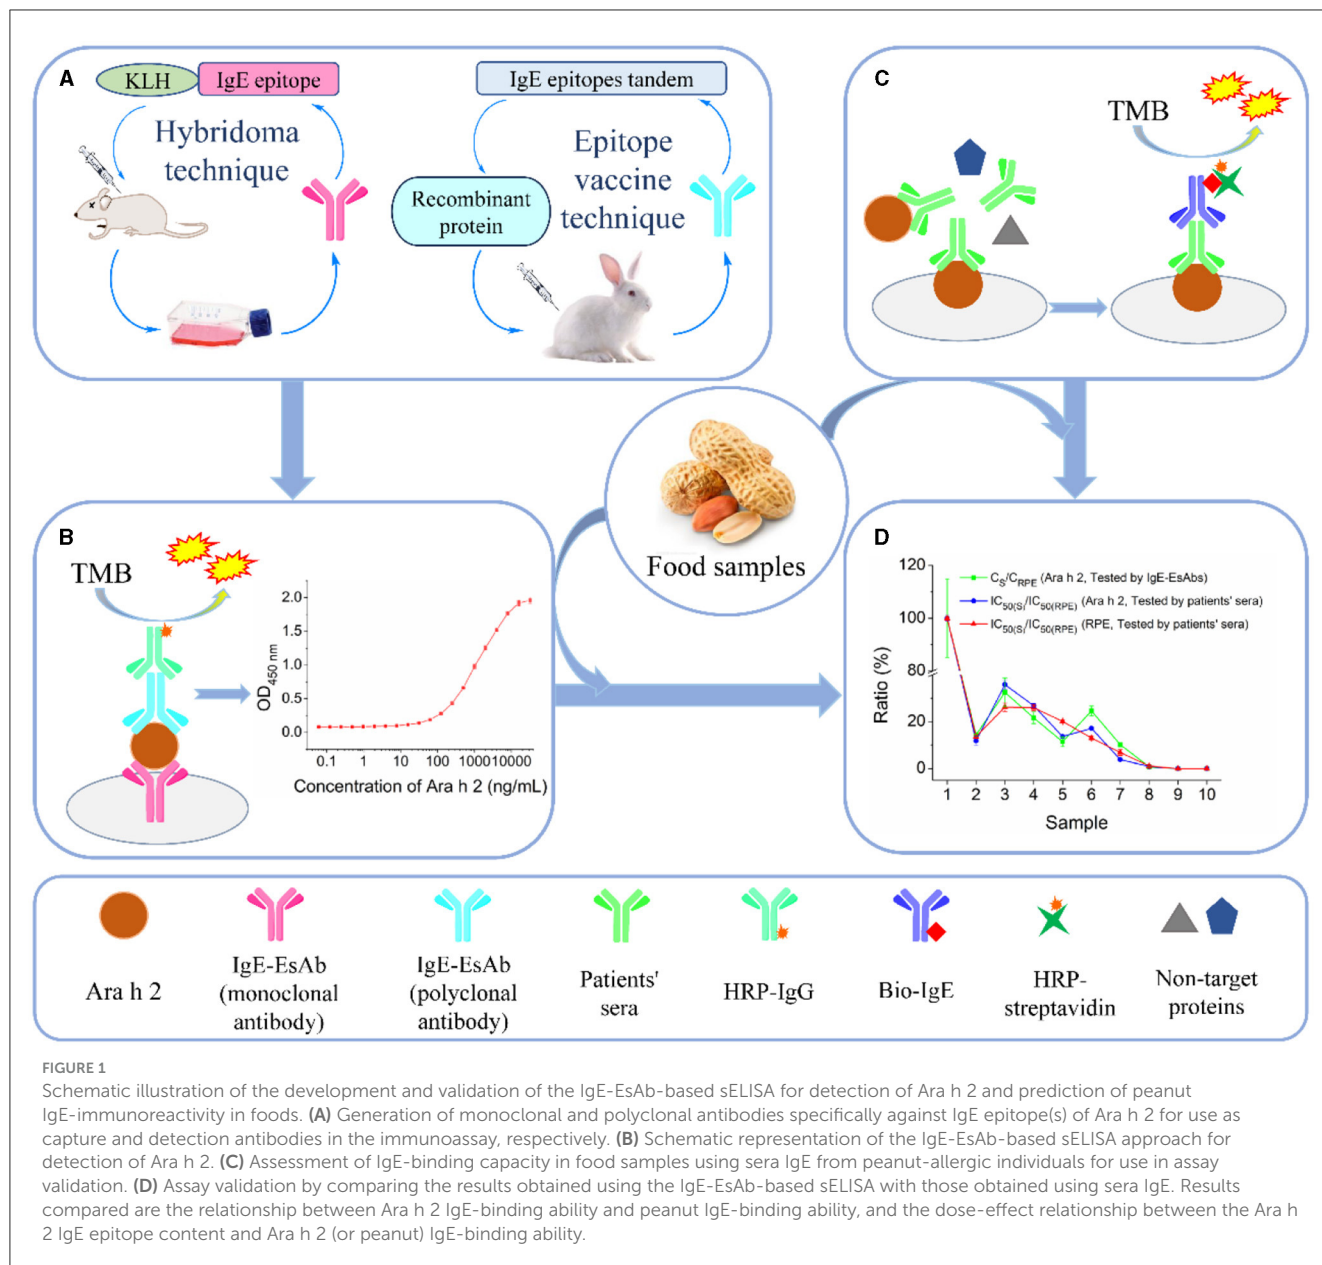 A
KLH
IgE epitope
Hybridoma
technique
IgE epitopes tandem
Recombinant
protein
Epitope
vaccine
technique
C
TMB
Food samples
B
TMB
OD450 nm
2.0
1.5
1.0
0.5
0.0
0.1
1
10
100
1000
10000
Concentration of Ara h 2 (ng/mL)
D
Ratio (%)
120
100
80
20
0
CS/CRPE (Ara h 2, Tested by IgE-EsAbs)
IC50(S)/IC50(RPE) (Ara h 2, Tested by patients' sera)
IC50(S)/IC50(RPE) (RPE, Tested by patients' sera)
1 2 3 4 5 6 7 8 9 10
Sample
Ara h 2
IgE-EsAb
(monoclonal
antibody)
IgE-EsAb
(polyclonal
antibody)
Patients'
sera
HRP-IgG
Bio-IgE
HRP-
streptavidin
Non-target
proteins
FIGURE 1
Schematic illustration of the development and validation of the IgE-EsAb-based sELISA for detection of Ara h 2 and prediction of peanut
IgE-immunoreactivity in foods. (A) Generation of monoclonal and polyclonal antibodies specifically against IgE epitope(s) of Ara h 2 for use as
capture and detection antibodies in the immunoassay, respectively. (B) Schematic representation of the IgE-EsAb-based sELISA approach for
detection of Ara h 2. (C) Assessment of IgE-binding capacity in food samples using sera IgE from peanut-allergic individuals for use in assay
validation. (D) Assay validation by comparing the results obtained using the IgE-EsAb-based sELISA with those obtained using sera IgE. Results
compared are the relationship between Ara h 2 IgE-binding ability and peanut IgE-binding ability, and the dose-effect relationship between the Ara h
2 IgE epitope content and Ara h 2 (or peanut) IgE-binding ability.